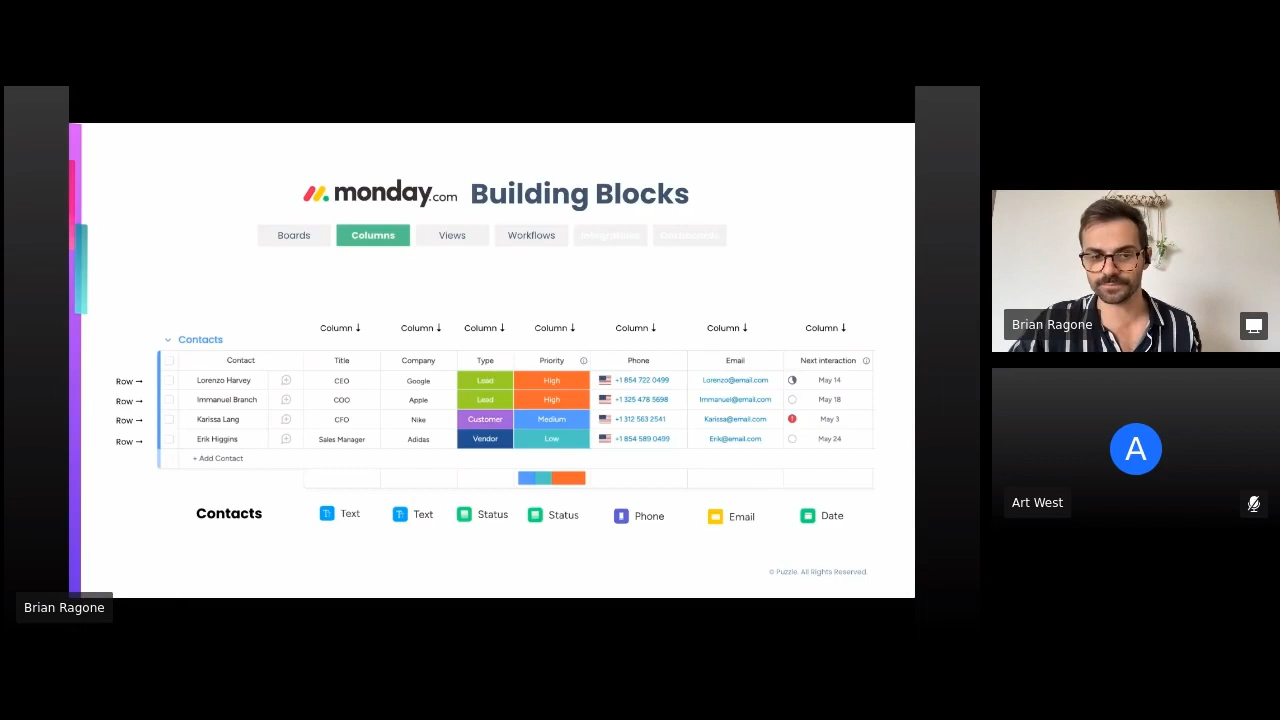 monday.com Building Blocks
Boards Columns Views Workflows Integrations Dashboards
Column ↓ Column ↓ Column ↓ Column ↓ Column ↓ Column ↓ Column ↓
Contacts
Contact Title Company Type Priority Phone Email Next interaction
Row → Lorenzo Harvey CEO Google Lead High +1 854 722 0499 Lorenzo@email.com May 14
Row → Immanuel Branch COO Apple Lead High +1 325 478 5698 Immanuel@email.com May 18
Row → Karissa Lang CFO Nike Customer Medium +1 312 563 2541 Karissa@email.com May 3
Row → Erik Higgins Sales Manager Adidas Vendor Low +1 854 589 0499 Erik@email.com May 24
+ Add Contact
Contacts Text Text Status Status Phone Email Date
© Puzzle. All Rights Reserved.
Brian Ragone
Brian Ragone
A
Art West